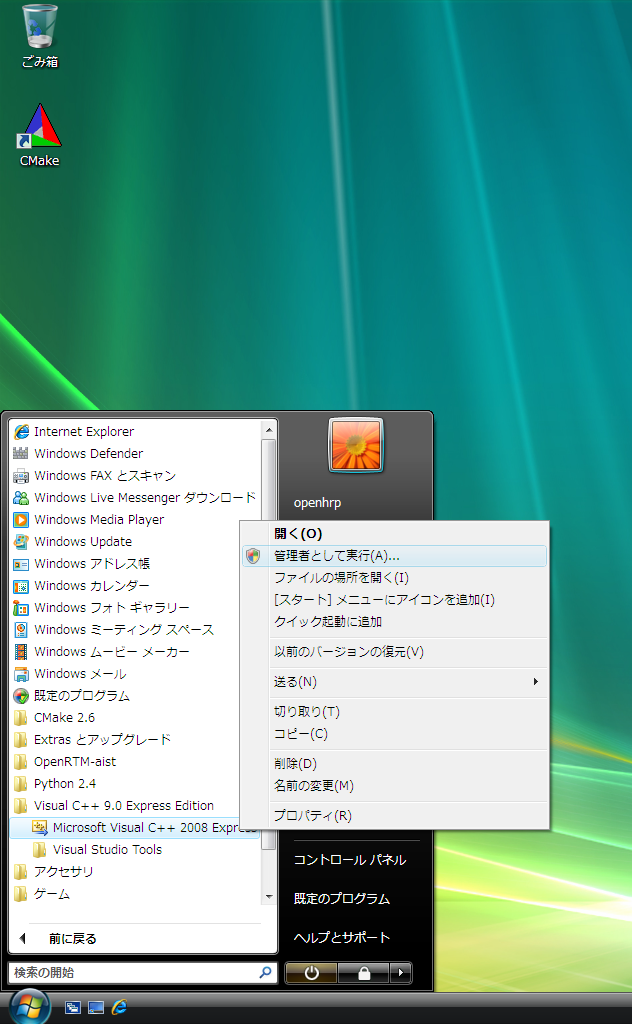 ごみ箱
CMake
Internet Explorer
Windows Defender
Windows FAX とスキャン
Windows Live Messenger ダウンロード
Windows Media Player
Windows Update
Windows アドレス帳
Windows カレンダー
Windows フォト ギャラリー
Windows ミーティング スペース
Windows ムービー メーカー
Windows メール
既定のプログラム
CMake 2.6
Extras とアップグレード
OpenRTM-aist
Python 2.4
Visual C++ 9.0 Express Edition
Microsoft Visual C++ 2008 Express
Visual Studio Tools
アクセサリ
ゲーム
前に戻る
検索の開始
openhrp
開く(O)
管理者として実行(A)...
ファイルの場所を開く(I)
[スタート] メニューにアイコンを追加(I)
クイック起動に追加
以前のバージョンの復元(V)
送る(N)
切り取り(T)
コピー(C)
削除(D)
名前の変更(M)
プロパティ(R)
コントロール パネル
既定のプログラム
ヘルプとサポート